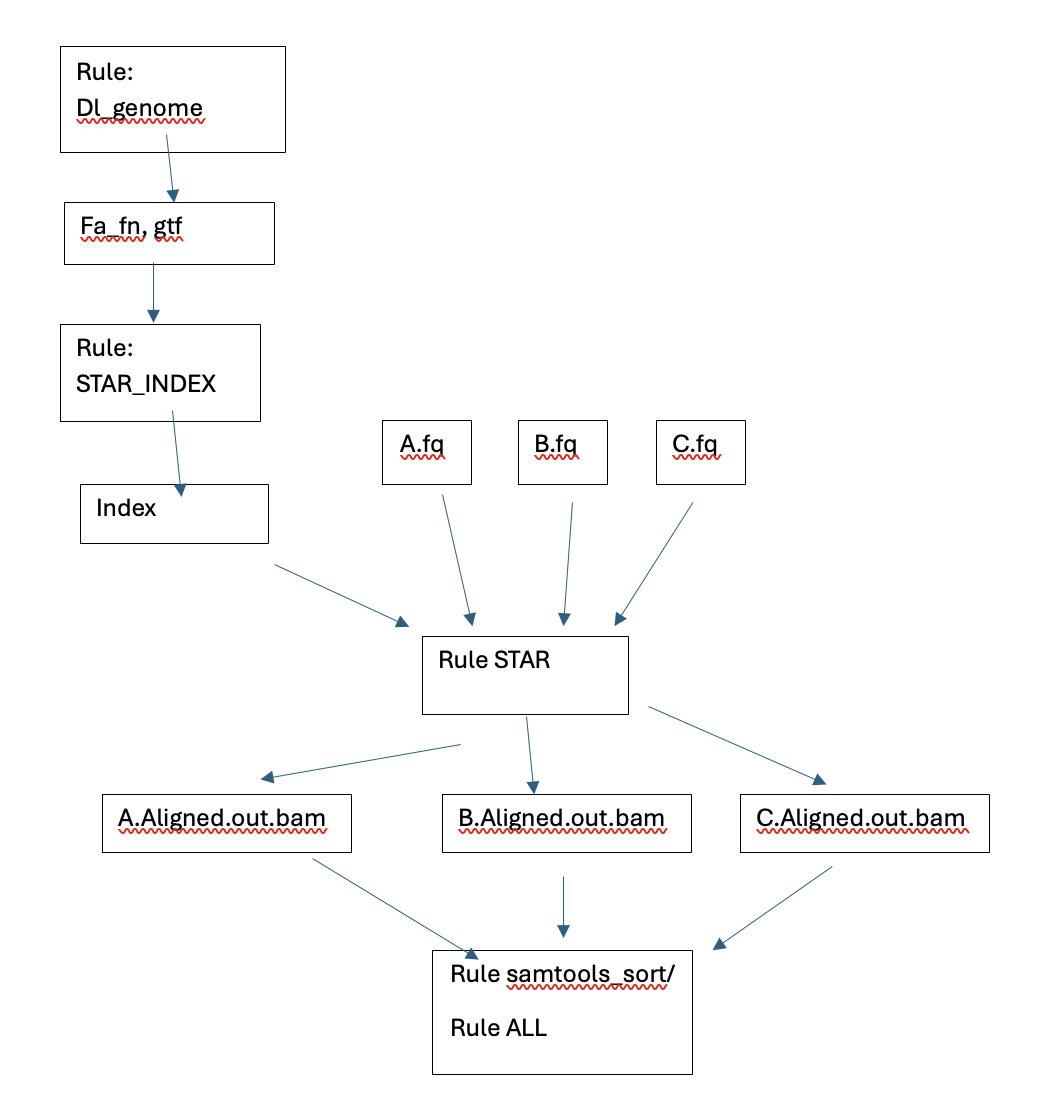 Rule:
Dl_genome
Fa_fn, gtf
Rule:
STAR_INDEX
A.fq
B.fq
C.fq
Index
Rule STAR
A.Aligned.out.bam
B.Aligned.out.bam
C.Aligned.out.bam
Rule samtools_sort/
Rule ALL